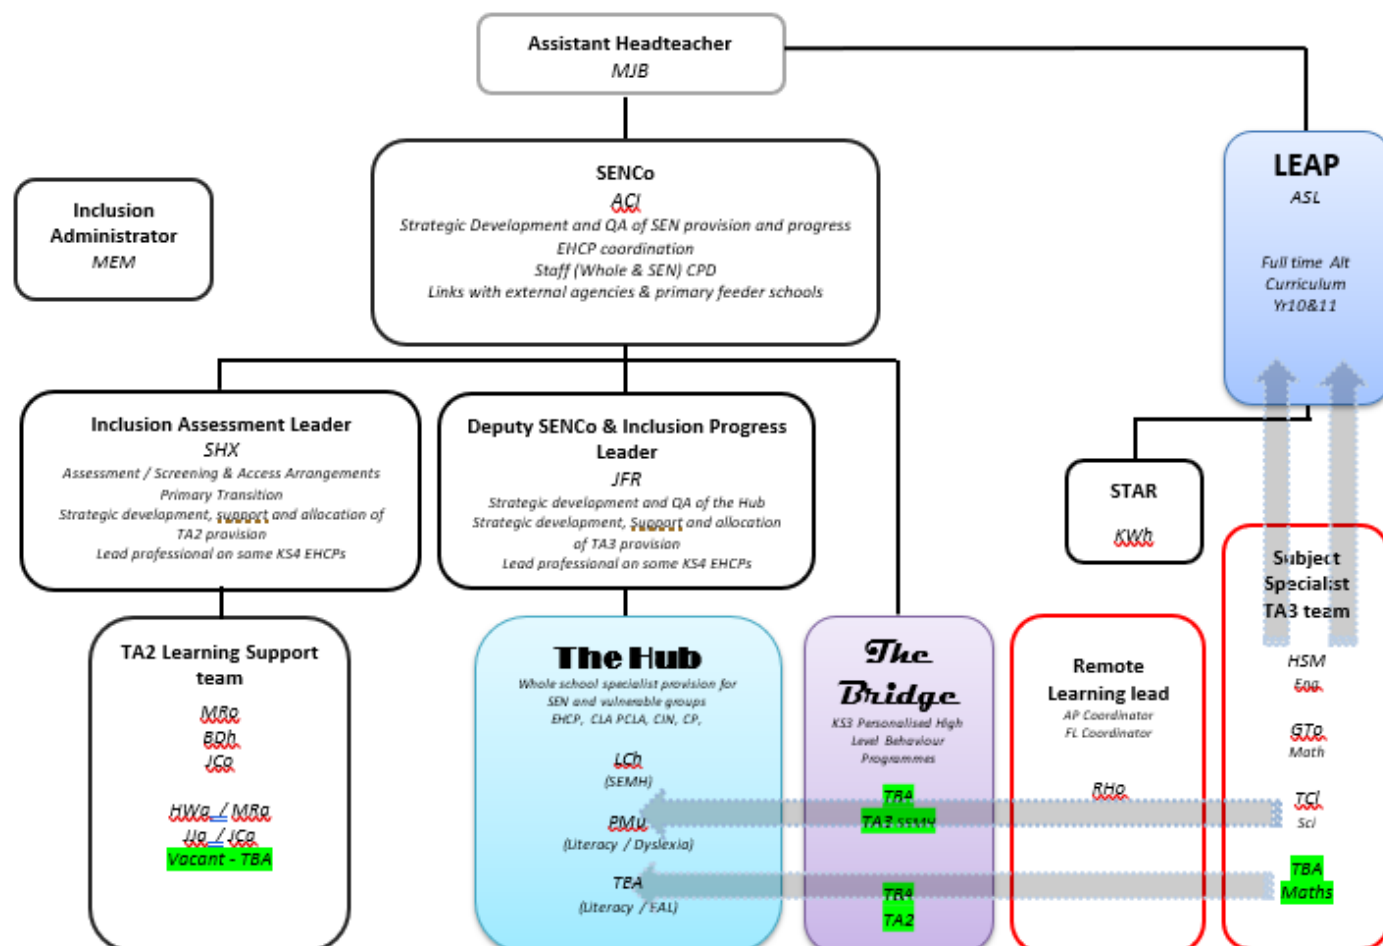 Assistant Headteacher
MJB
SENCo
ACl
Strategic Development and QA of SEN provision and progress
EHCP coordination
Staff (Whole & SEN) CPD
Links with external agencies & primary feeder schools
LEAP
ASL
Full time Alt
Curriculum
Yr10&11
Inclusion
Administrator
MEM
Inclusion Assessment Leader
SHX
Assessment / Screening & Access Arrangements
Primary Transition
Strategic development, support and allocation of
TA2 provision
Lead professional on some KS4 EHCPs
Deputy SENCo & Inclusion Progress
Leader
JFR
Strategic development and QA of the Hub
Strategic development, Support and allocation
of TA3 provision
Lead professional on some KS4 EHCPs
STAR
KWh
TA2 Learning Support
team
MRo
BDh
JCo
HWa / MRa
JJo / JCo
Vacant - TBA
The Hub
Whole school specialist provision for
SEN and vulnerable groups
EHCP, CLA PCLA, CIN, CP,
LCh
(SEMH)
PMu
(Literacy / Dyslexia)
TBA
(Literacy / EAL)
The
Bridge
KS3 Personalised High
Level Behaviour
Programmes
TBA
TA3 SEMH
TBA
TA2
Remote
Learning lead
AP Coordinator
FL Coordinator
RHo
Subject
Specialist
TA3 team
HSM
Eng
GTo
Math
TCl
Sci
TBA
Maths